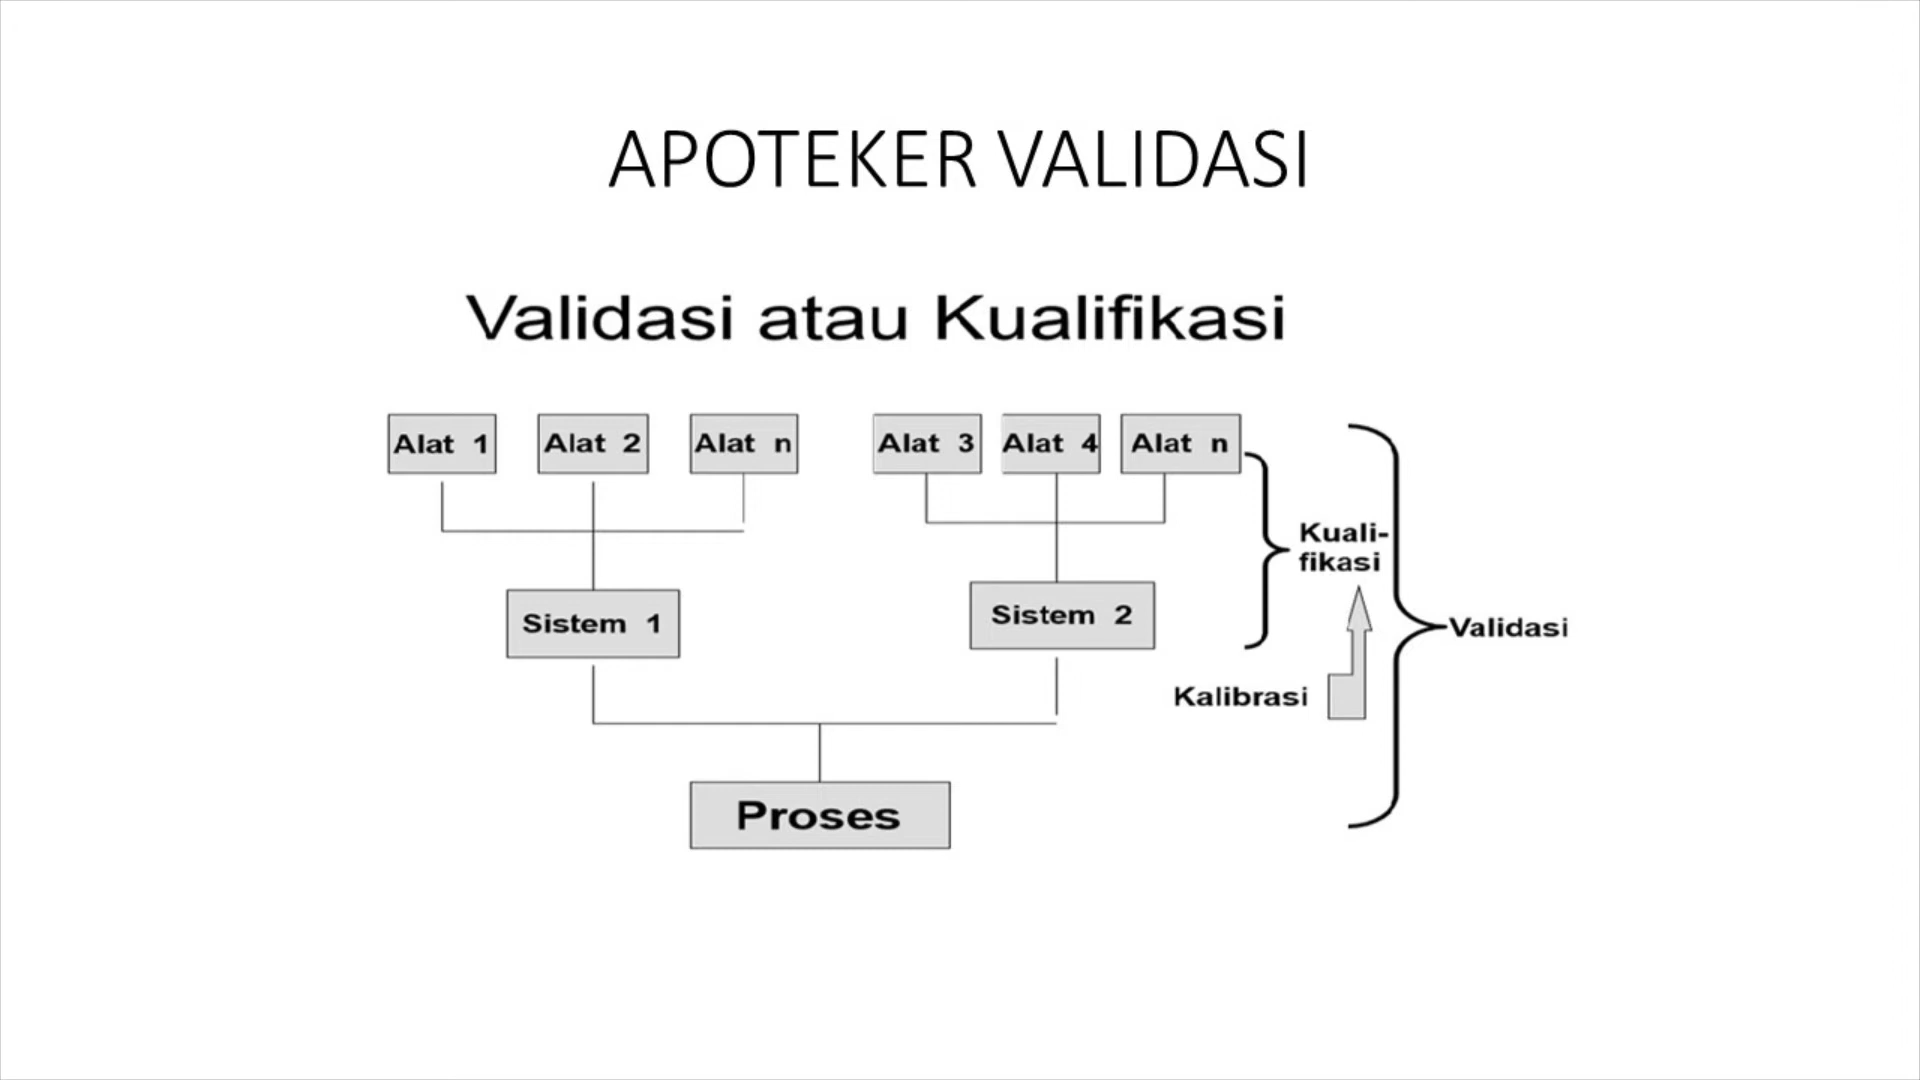 APOTEKER VALIDASI
Validasi atau Kualifikasi
Alat 1
Alat 2
Alat n
Alat 3
Alat 4
Alat n
Kuali-
fikasi
Sistem 1
Sistem 2
Validasi
Kalibrasi
Proses